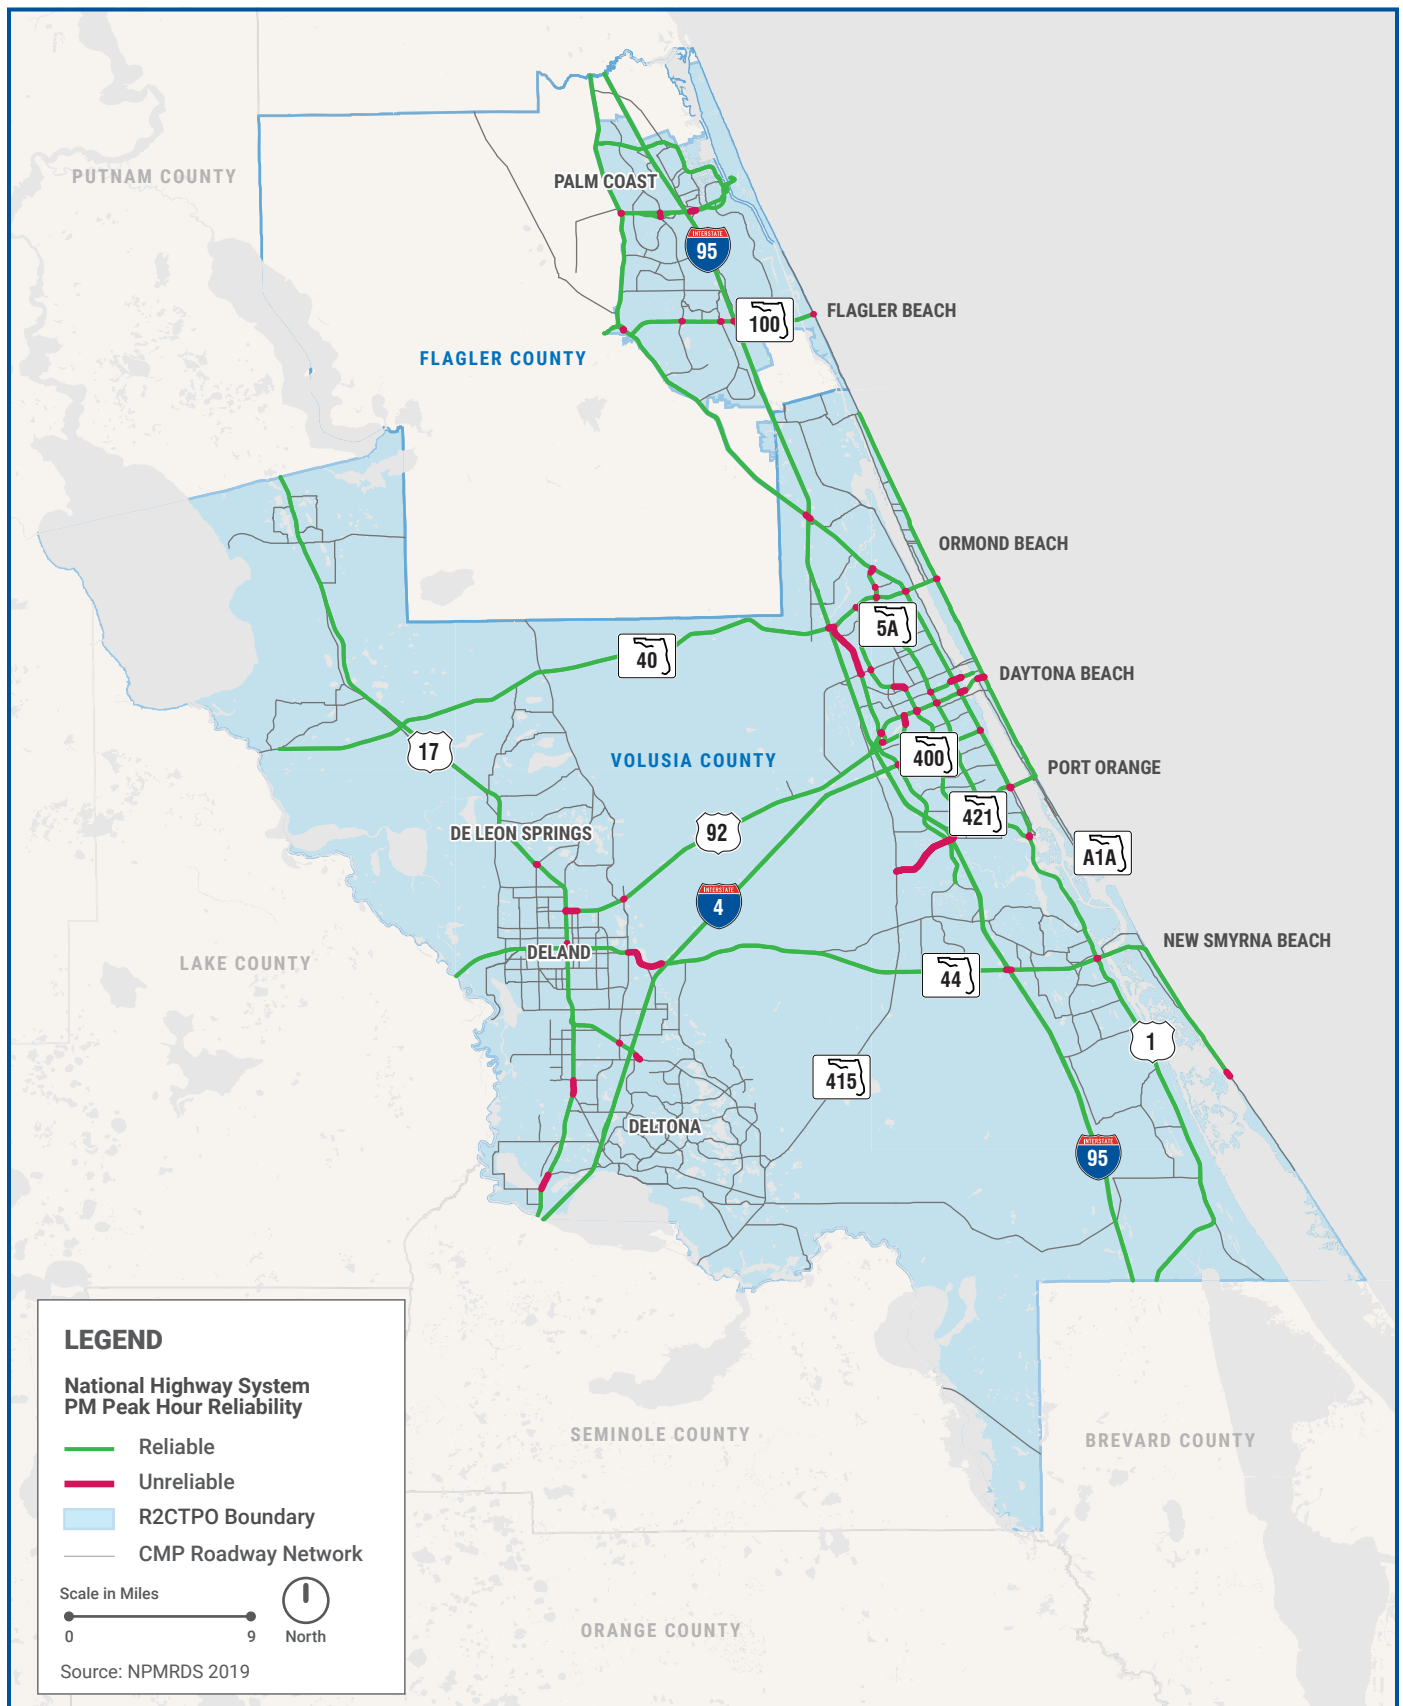 PUTNAM COUNTY
PALM COAST
INTERSTATE
95
100
FLAGLER BEACH
FLAGLER COUNTY
ORMOND BEACH
5A
40
DAYTONA BEACH
17
VOLUSIA COUNTY
400
PORT ORANGE
421
DE LEON SPRINGS
92
A1A
INTERSTATE
4
NEW SMYRNA BEACH
DELAND
LAKE COUNTY
44
1
415
DELTONA
INTERSTATE
95
LEGEND
National Highway System
PM Peak Hour Reliability
Reliable
Unreliable
R2CTPO Boundary
CMP Roadway Network
Scale in Miles
0 9 North
Source: NPMRDS 2019
SEMINOLE COUNTY
BREVARD COUNTY
ORANGE COUNTY